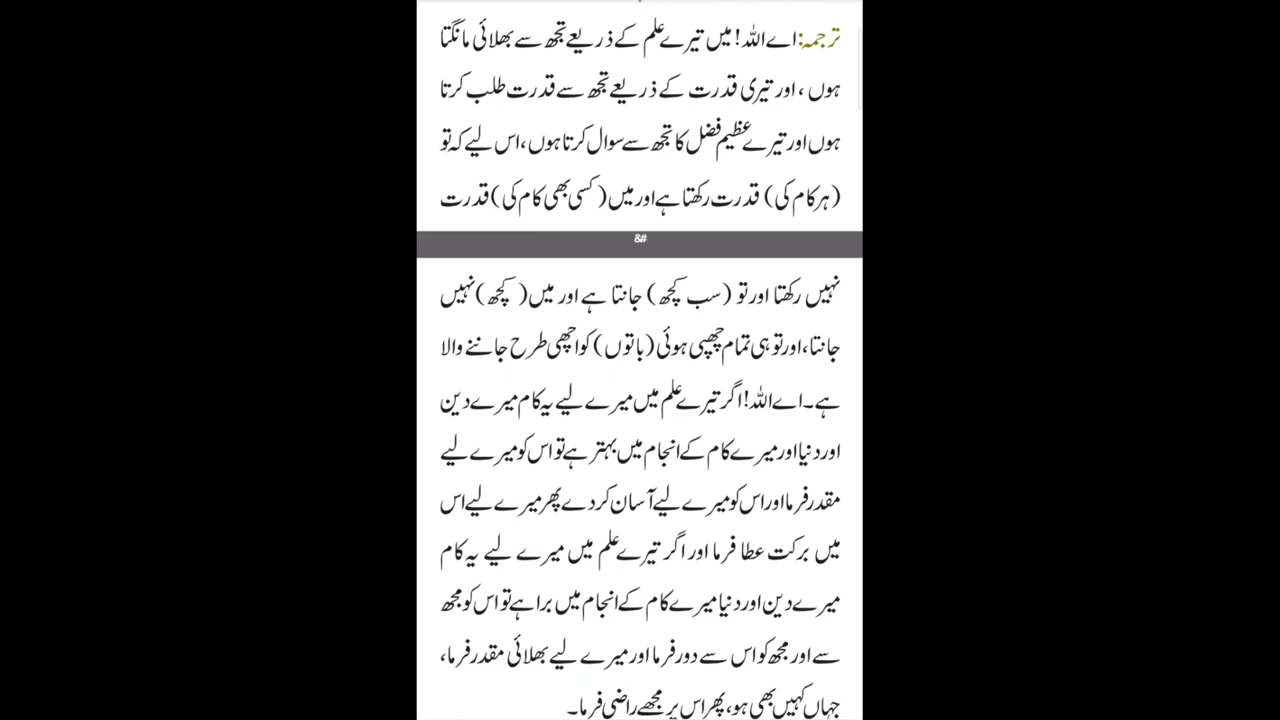 ترجمہ: اے اللہ! میں تیرے علم کے ذریعے تجھ سے بھلائی مانگتا
ہوں، اور تیری قدرت کے ذریعے تجھ سے قدرت طلب کرتا
ہوں اور تیرے عظیم فضل کا تجھ سے سوال کرتا ہوں، اس لیے کہ تو
(ہر کام کی) قدرت رکھتا ہے اور میں (کسی بھی کام کی) قدرت
&#
نہیں رکھتا اور تو (سب کچھ) جانتا ہے اور میں (کچھ) نہیں
جانتا، اور تو ہی تمام چھپی ہوئی (باتوں) کو اچھی طرح جاننے والا
ہے۔ اے اللہ! اگر تیرے علم میں میرے لیے یہ کام میرے دین
اور دنیا اور میرے کام کے انجام میں بہتر ہے تو اس کو میرے لیے
مقدر فرما اور اس کو میرے لیے آسان کر دے پھر میرے لیے اس
میں برکت عطا فرما اور اگر تیرے علم میں میرے لیے یہ کام
میرے دین اور دنیا میرے کام کے انجام میں برا ہے تو اس کو مجھ
سے اور مجھ کو اس سے دور فرما اور میرے لیے بھلائی مقدر فرما،
جہاں کہیں بھی ہو، پھر اس پر مجھے راضی فرما۔